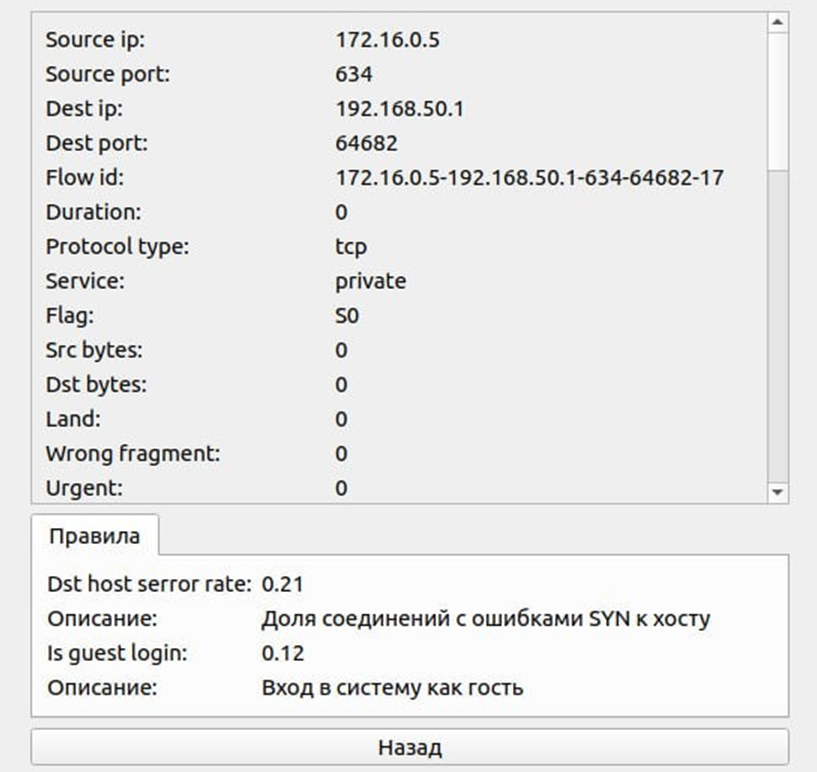 Source ip: 172.16.0.5
Source port: 634
Dest ip: 192.168.50.1
Dest port: 64682
Flow id: 172.16.0.5-192.168.50.1-634-64682-17
Duration: 0
Protocol type: tcp
Service: private
Flag: S0
Src bytes: 0
Dst bytes: 0
Land: 0
Wrong fragment: 0
Urgent: 0
Правила
Dst host serror rate: 0.21
Описание: Доля соединений с ошибками SYN к хосту
Is guest login: 0.12
Описание: Вход в систему как гость
Назад